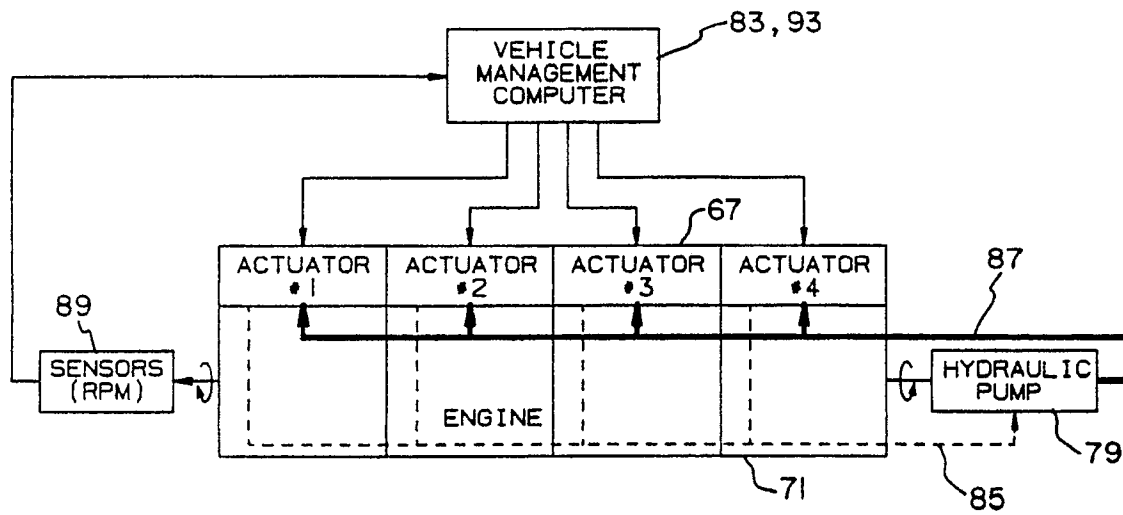 83,93
VEHICLE
MANAGEMENT
COMPUTER
67
ACTUATOR
#1
ACTUATOR
#2
ACTUATOR
#3
ACTUATOR
#4
87
89
SENSORS
(RPM)
HYDRAULIC
PUMP
ENGINE
79
71
85